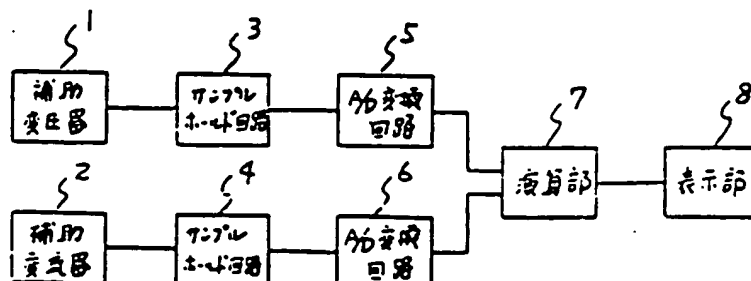 1
3
5
補助
変圧器
サンプル
ホールド回路
A/D変換
回路
7
8
演算部
表示部
2
4
6
補助
変流器
サンプル
ホールド回路
A/D変換
回路